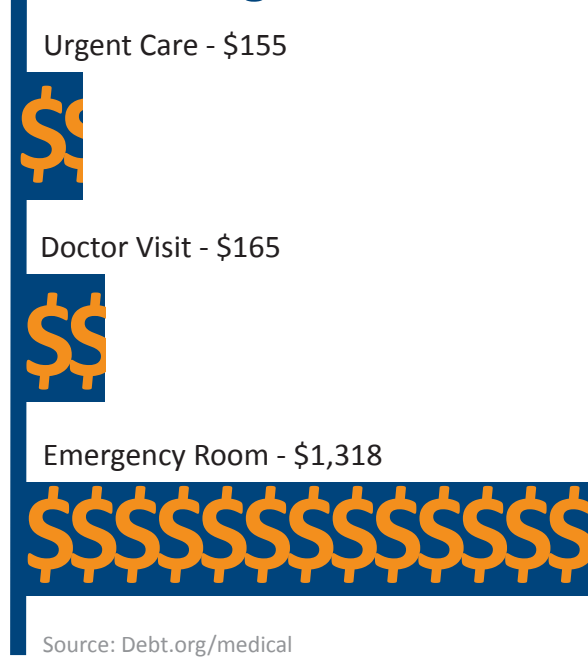 Urgent Care - $155
$$
Doctor Visit - $165
$$
Emergency Room - $1,318
$$$$$$$$$$$$$
Source: Debt.org/medical